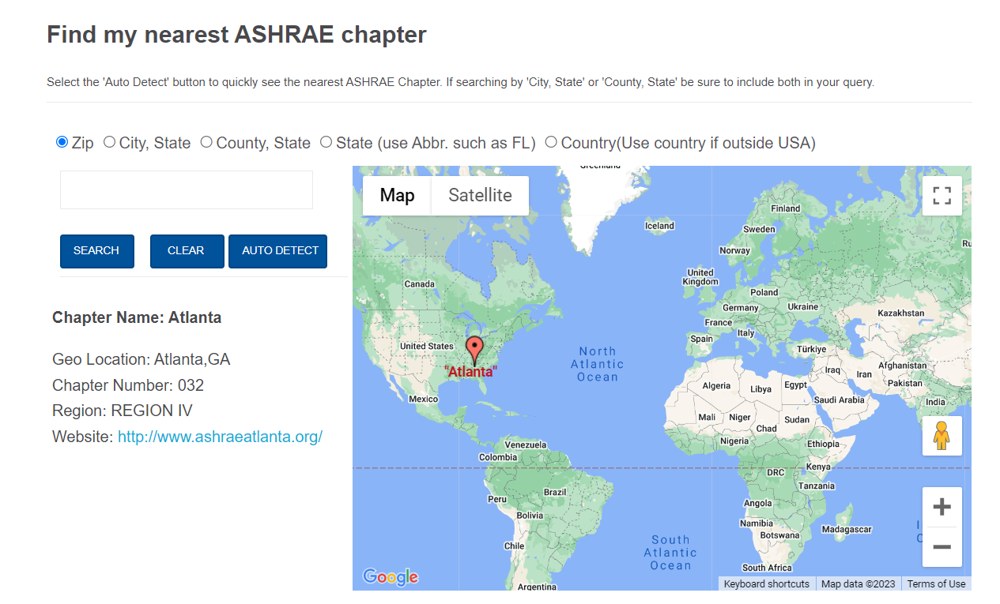 Find my nearest ASHRAE chapter
Select the 'Auto Detect' button to quickly see the nearest ASHRAE Chapter. If searching by 'City, State' or 'County, State' be sure to include both in your query.
Zip City, State County, State State (use Abbr. such as FL) Country(Use country if outside USA)
SEARCH CLEAR AUTO DETECT
Chapter Name: Atlanta
Geo Location: Atlanta,GA
Chapter Number: 032
Region: REGION IV
Website: http://www.ashraeatlanta.org/
Greenland
Map Satellite
Finland
Iceland
Sweden
Norway
Ru
United
Kingdom
Canada
Poland
Germany
Ukraine
Kazakhstan
France
Italy
Spain
United States
Türkiye
North
Atlantic
Ocean
"Atlanta"
Iraq
Iran
Afghanistan
Pakistan
Algeria
Libya
Egypt
Mexico
Saudi Arabia
India
Mali
Niger
Sudan
Chad
Nigeria
Ethiopia
Venezuela
Colombia
DRC
Kenya
Tanzania
Brazil
Peru
Angola
Bolivia
Namibia
Botswana
Madagascar
Chile
South
Atlantic
Ocean
South Africa
Google
Argentina
Keyboard shortcuts Map data ©2023 Terms of Use